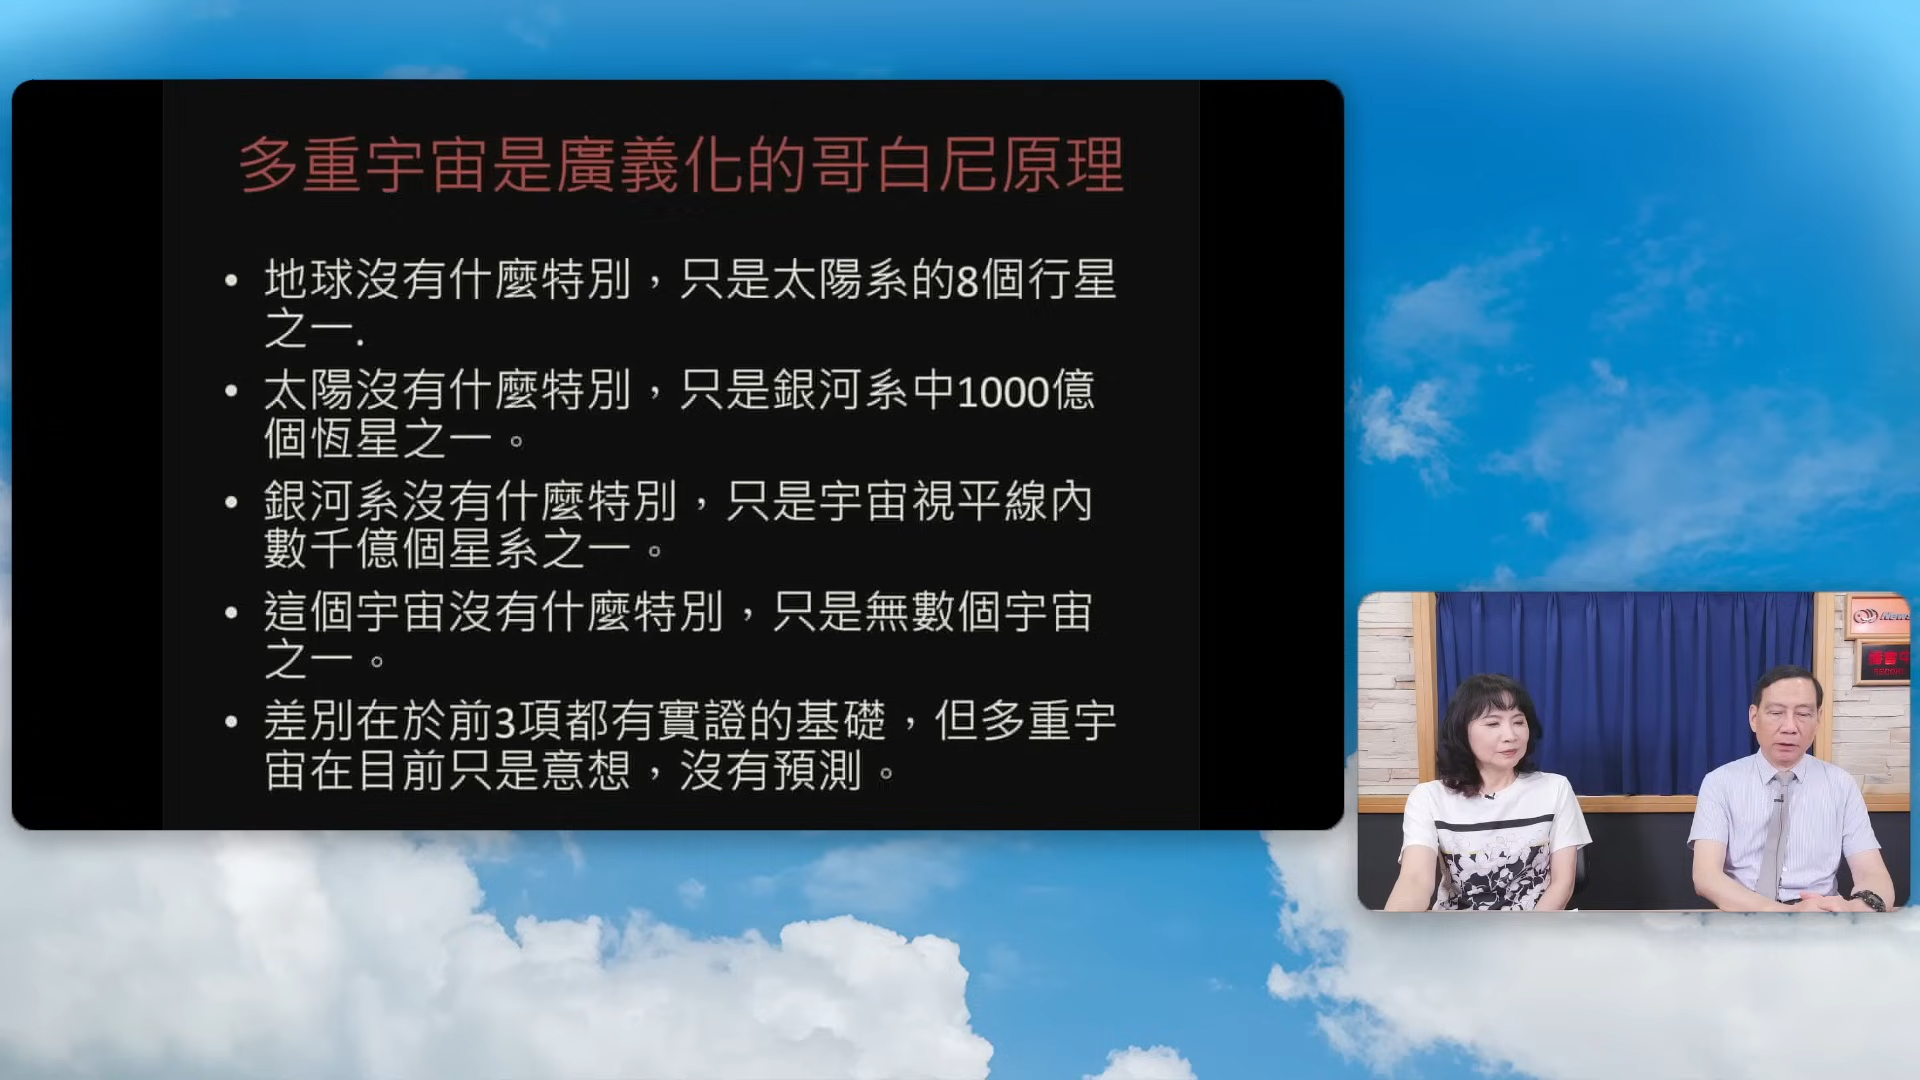 多重宇宙是廣義化的哥白尼原理
• 地球沒有什麼特別，只是太陽系的8個行星
之一.
• 太陽沒有什麼特別，只是銀河系中1000億
個恆星之一。
• 銀河系沒有什麼特別，只是宇宙視平線內
數千億個星系之一。
• 這個宇宙沒有什麼特別，只是無數個宇宙
之一。
• 差別在於前3項都有實證的基礎，但多重宇
宙在目前只是意想，沒有預測。
News